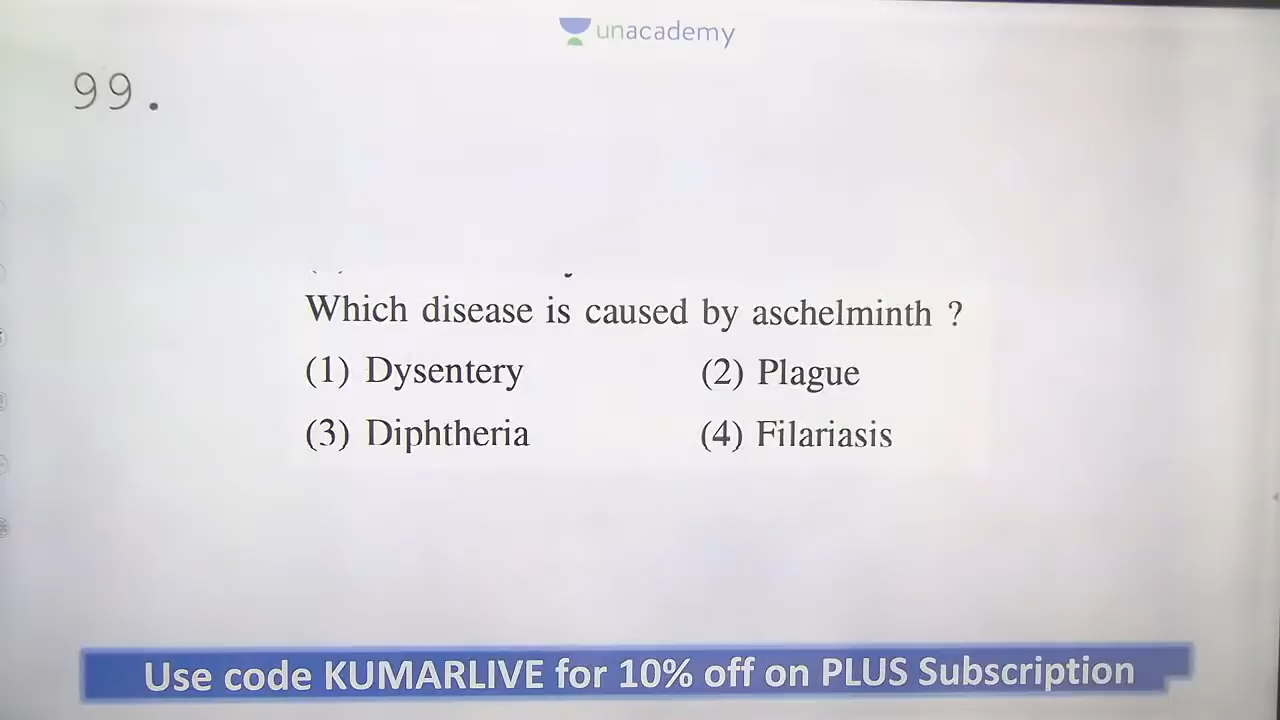 unacademy
99.
Which disease is caused by aschelminth ?
(1) Dysentery (2) Plague
(3) Diphtheria (4) Filariasis
Use code KUMARLIVE for 10% off on PLUS Subscription